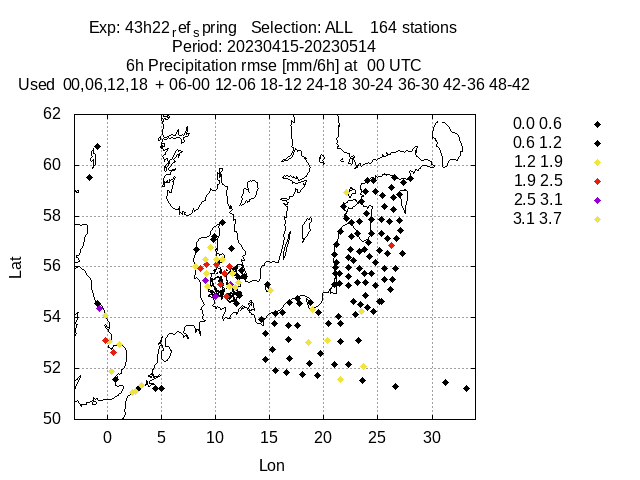 Exp: 43h22refspring Selection: ALL 164 stations
Period: 20230415-20230514
6h Precipitation rmse [mm/6h] at 00 UTC
Used 00,06,12,18 + 06-00 12-06 18-12 24-18 30-24 36-30 42-36 48-42
62
60
58
56
54
52
50
Lat
0 5 10 15 20 25 30
Lon
0.0 0.6
0.6 1.2
1.2 1.9
1.9 2.5
2.5 3.1
3.1 3.7